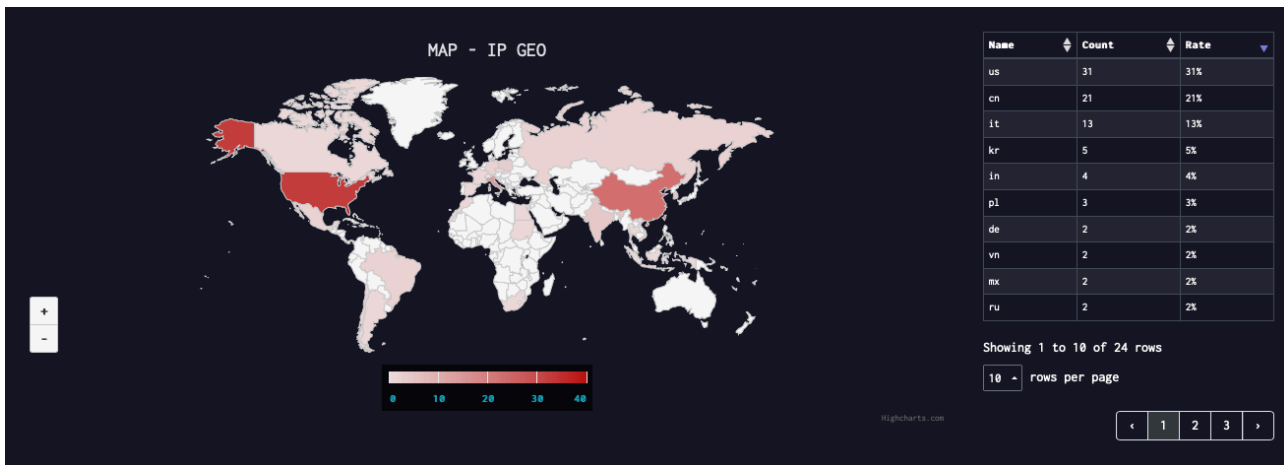 MAP - IP GEO
+
-
0 10 20 30 40
Highcharts.com
Name Count Rate
us 31 31%
cn 21 21%
it 13 13%
kr 5 5%
in 4 4%
pl 3 3%
de 2 2%
vn 2 2%
mx 2 2%
ru 2 2%
Showing 1 to 10 of 24 rows
10 rows per page
‹ 1 2 3 ›